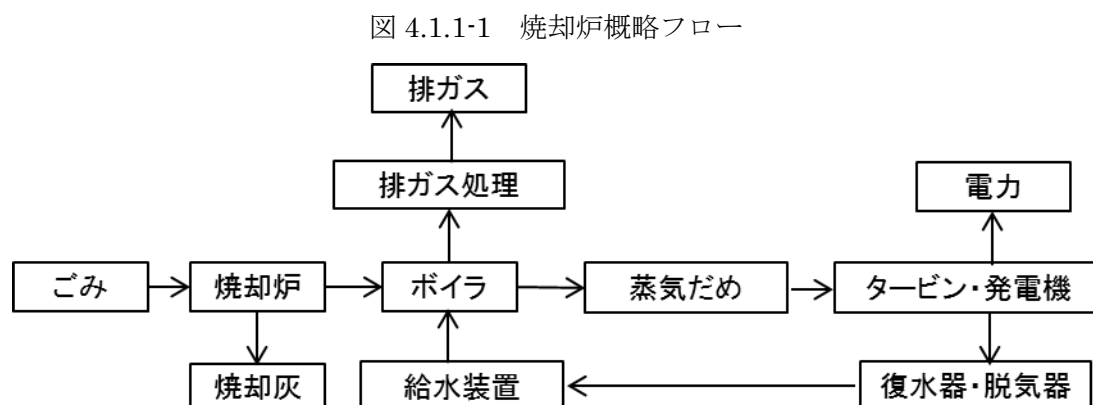 図 4.1.1-1　焼却炉概略フロー
排ガス
排ガス処理
電力
ごみ
焼却炉
ボイラ
蒸気だめ
タービン・発電機
焼却灰
給水装置
復水器・脱気器